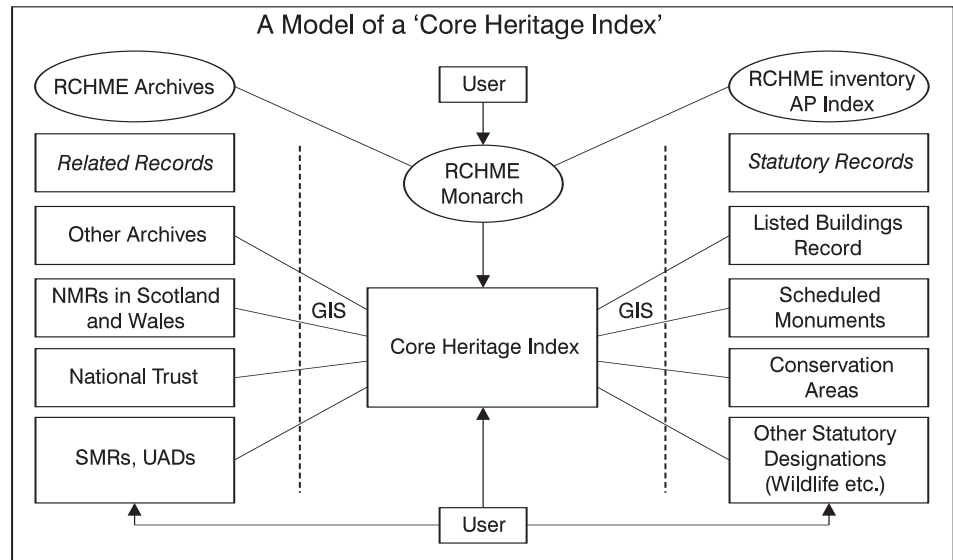 A Model of a ‘Core Heritage Index’
RCHME Archives
User
RCHME inventory
AP Index
Related Records
RCHME
Monarch
Statutory Records
Other Archives
Listed Buildings
Record
NMRs in Scotland
and Wales
GIS
Core Heritage Index
GIS
Scheduled
Monuments
National Trust
Conservation
Areas
SMRs, UADs
Other Statutory
Designations
(Wildlife etc.)
User